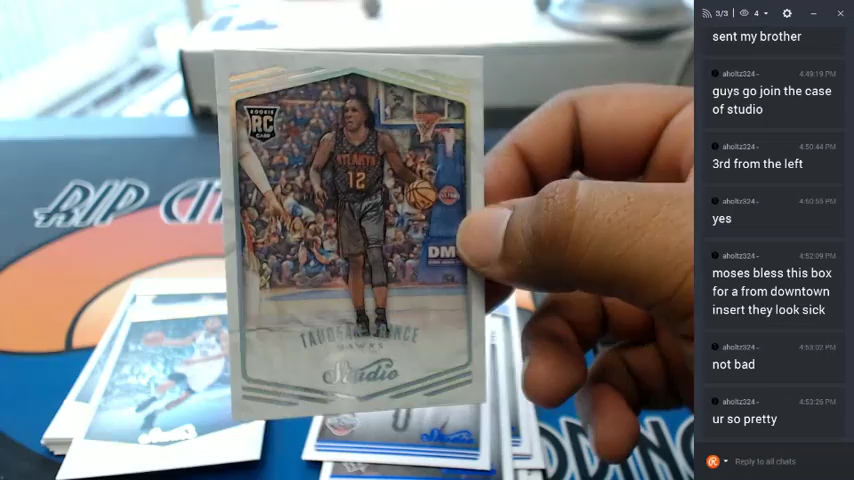 RIP CI
ROOKIE
RC
CARD
ATLANTA
12
DM
TAUREAN PRINCE
HAWKS
Studio
Studio
3/3 4
sent my brother
aholtz324- 4:49:19 PM
guys go join the case
of studio
aholtz324- 4:50:44 PM
3rd from the left
aholtz324- 4:50:55 PM
yes
aholtz324- 4:52:09 PM
moses bless this box
for a from downtown
insert they look sick
aholtz324- 4:53:02 PM
not bad
aholtz324- 4:53:26 PM
ur so pretty
Reply to all chats